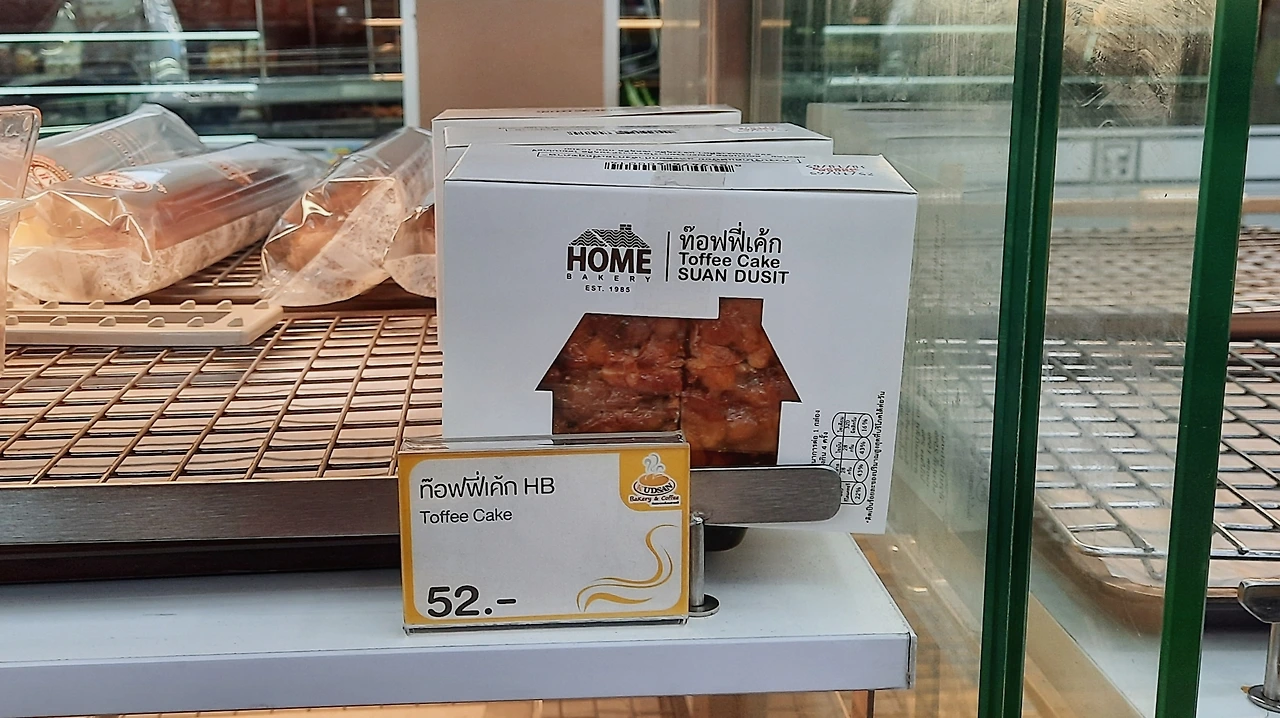 HOME
BAKERY
EST. 1985
ท๊อฟฟี่เค้ก
Toffee Cake
SUAN DUSIT
ท๊อฟฟี่เค้ก HB
Toffee Cake
52.-
KUDSAN
Bakery & Coffee